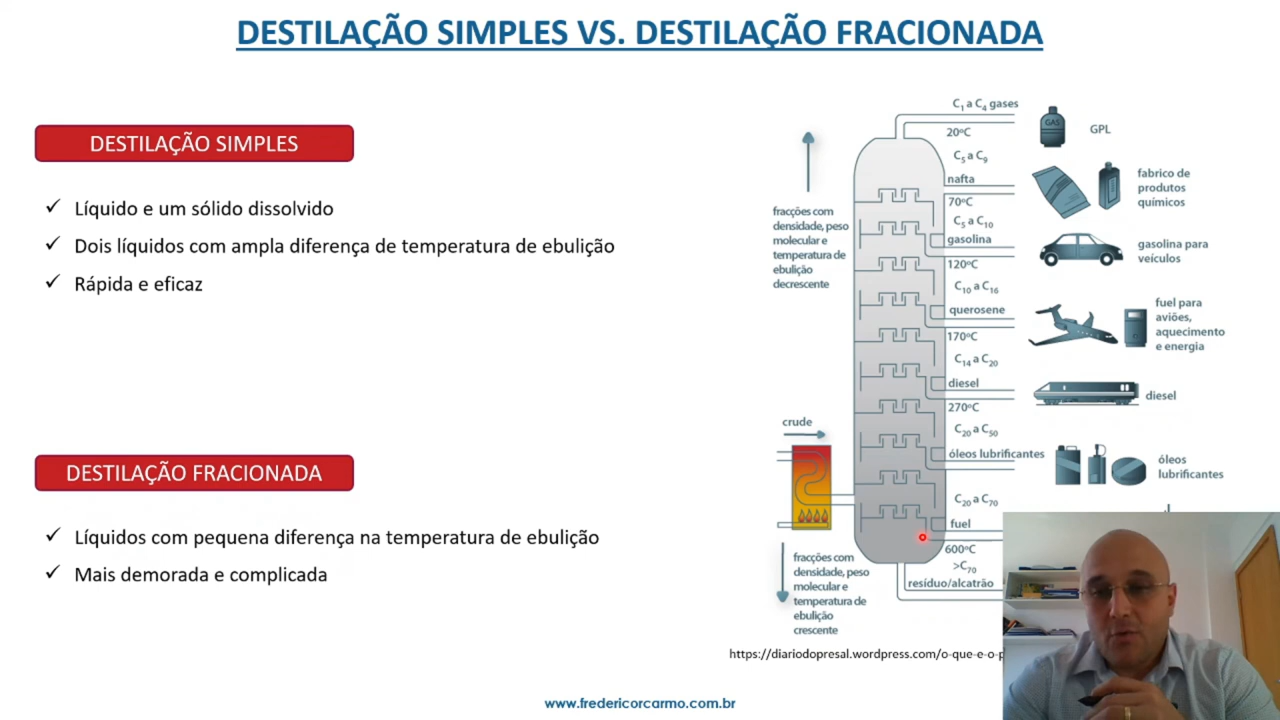 DESTILAÇÃO SIMPLES VS. DESTILAÇÃO FRACIONADA
DESTILAÇÃO SIMPLES
✓ Líquido e um sólido dissolvido
✓ Dois líquidos com ampla diferença de temperatura de ebulição
✓ Rápida e eficaz
DESTILAÇÃO FRACIONADA
✓ Líquidos com pequena diferença na temperatura de ebulição
✓ Mais demorada e complicada
fracções com
densidade, peso
molecular e
temperatura de
ebulição
decrescente
crude
fracções com
densidade, peso
molecular e
temperatura de
ebulição
crescente
C₁ a C₄ gases
20ºC
C₅ a C₉
nafta
70ºC
C₅ a C₁₀
gasolina
120ºC
C₁₀ a C₁₆
querosene
170ºC
C₁₄ a C₂₀
diesel
270ºC
C₂₀ a C₅₀
óleos lubrificantes
C₂₀ a C₇₀
fuel
600ºC
>C₇₀
resíduo/alcatrão
GAS
GPL
fabrico de
produtos
químicos
gasolina para
veículos
fuel para
aviões,
aquecimento
e energia
diesel
óleos
lubrificantes
https://diariodopresal.wordpress.com/o-que-e-o-p
www.fredericorcarmo.com.br